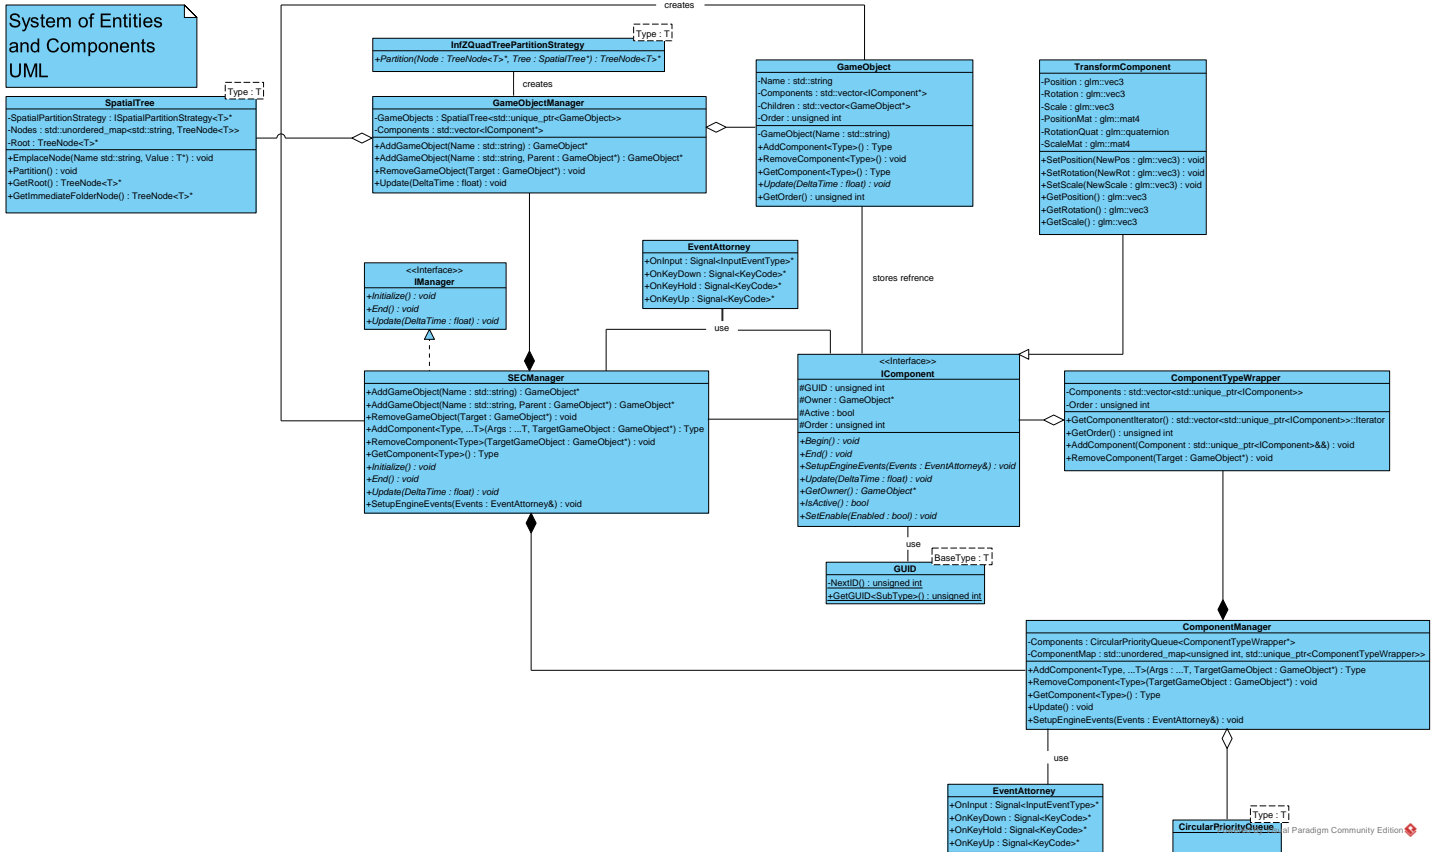 System of Entities
and Components
UML
creates
Type : T
InfZQuadTreePartitionStrategy
+Partition(Node : TreeNode<T>*, Tree : SpatialTree*) : TreeNode<T>*
creates
Type : T
SpatialTree
-SpatialPartitionStrategy : ISpatialPartitionStrategy<T>*
-Nodes : std::unordered_map<std::string, TreeNode<T>>
-Root : TreeNode<T>*
+EmplaceNode(Name std::string, Value : T*) : void
+Partition() : void
+GetRoot() : TreeNode<T>*
+GetImmediateFolderNode() : TreeNode<T>*
GameObjectManager
-GameObjects : SpatialTree<std::unique_ptr<GameObject>>
-Components : std::vector<IComponent*>
+AddGameObject(Name : std::string) : GameObject*
+AddGameObject(Name : std::string, Parent : GameObject*) : GameObject*
+RemoveGameObject(Target : GameObject*) : void
+Update(DeltaTime : float) : void
GameObject
-Name : std::string
-Components : std::vector<IComponent*>
-Children : std::vector<GameObject*>
-Order : unsigned int
-GameObject(Name : std::string)
+AddComponent<Type>() : Type
+RemoveComponent<Type>() : void
+GetComponent<Type>() : Type
+Update(DeltaTime : float) : void
+GetOrder() : unsigned int
TransformComponent
-Position : glm::vec3
-Rotation : glm::vec3
-Scale : glm::vec3
-PositionMat : glm::mat4
-RotationQuat : glm::quaternion
-ScaleMat : glm::mat4
+SetPosition(NewPos : glm::vec3) : void
+SetRotation(NewRot : glm::vec3) : void
+SetScale(NewScale : glm::vec3) : void
+GetPosition() : glm::vec3
+GetRotation() : glm::vec3
+GetScale() : glm::vec3
EventAttorney
+OnInput : Signal<InputEventType>*
+OnKeyDown : Signal<KeyCode>*
+OnKeyHold : Signal<KeyCode>*
+OnKeyUp : Signal<KeyCode>*
use
stores refrence
<<Interface>>
IManager
+Initialize() : void
+End() : void
+Update(DeltaTime : float) : void
SECManager
+AddGameObject(Name : std::string) : GameObject*
+AddGameObject(Name : std::string, Parent : GameObject*) : GameObject*
+RemoveGameObject(Target : GameObject*) : void
+AddComponent<Type, ...T>(Args : ...T, TargetGameObject : GameObject*) : Type
+RemoveComponent<Type>(TargetGameObject : GameObject*) : void
+GetComponent<Type>() : Type
+Initialize() : void
+End() : void
+Update(DeltaTime : float) : void
+SetupEngineEvents(Events : EventAttorney&) : void
<<Interface>>
IComponent
#GUID : unsigned int
#Owner : GameObject*
#Active : bool
#Order : unsigned int
+Begin() : void
+End() : void
+SetupEngineEvents(Events : EventAttorney&) : void
+Update(DeltaTime : float) : void
+GetOwner() : GameObject*
+IsActive() : bool
+SetEnable(Enabled : bool) : void
ComponentTypeWrapper
-Components : std::vector<std::unique_ptr<IComponent>>
-Order : unsigned int
+GetComponentIterator() : std::vector<std::unique_ptr<IComponent>>::Iterator
+GetOrder() : unsigned int
+AddComponent(Component : std::unique_ptr<IComponent>&&) : void
+RemoveComponent(Target : GameObject*) : void
use
BaseType : T
GUID
-NextID() : unsigned int
+GetGUID<SubType>() : unsigned int
ComponentManager
-Components : CircularPriorityQueue<ComponentTypeWrapper*>
-ComponentMap : std::unordered_map<unsigned int, std::unique_ptr<ComponentTypeWrapper>>
+AddComponent<Type, ...T>(Args : ...T, TargetGameObject : GameObject*) : Type
+RemoveComponent<Type>(TargetGameObject : GameObject*) : void
+GetComponent<Type>() : Type
+Update() : void
+SetupEngineEvents(Events : EventAttorney&) : void
use
EventAttorney
+OnInput : Signal<InputEventType>*
+OnKeyDown : Signal<KeyCode>*
+OnKeyHold : Signal<KeyCode>*
+OnKeyUp : Signal<KeyCode>*
Type : T
CircularPriorityQueue
Paradigm Community Edition